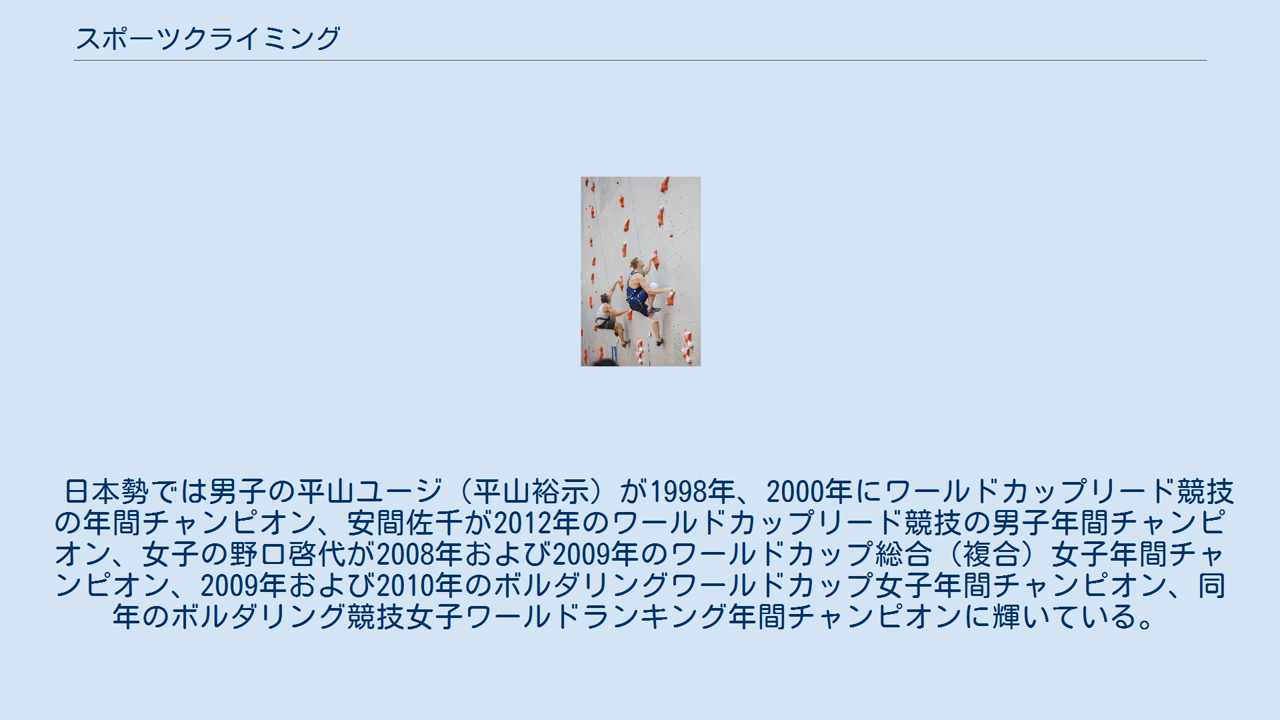 スポーツクライミング
日本勢では男子の平山ユージ（平山裕示）が1998年、2000年にワールドカップリード競技
の年間チャンピオン、安間佐千が2012年のワールドカップリード競技の男子年間チャンピ
オン、女子の野口啓代が2008年および2009年のワールドカップ総合（複合）女子年間チャ
ンピオン、2009年および2010年のボルダリングワールドカップ女子年間チャンピオン、同
年のボルダリング競技女子ワールドランキング年間チャンピオンに輝いている。